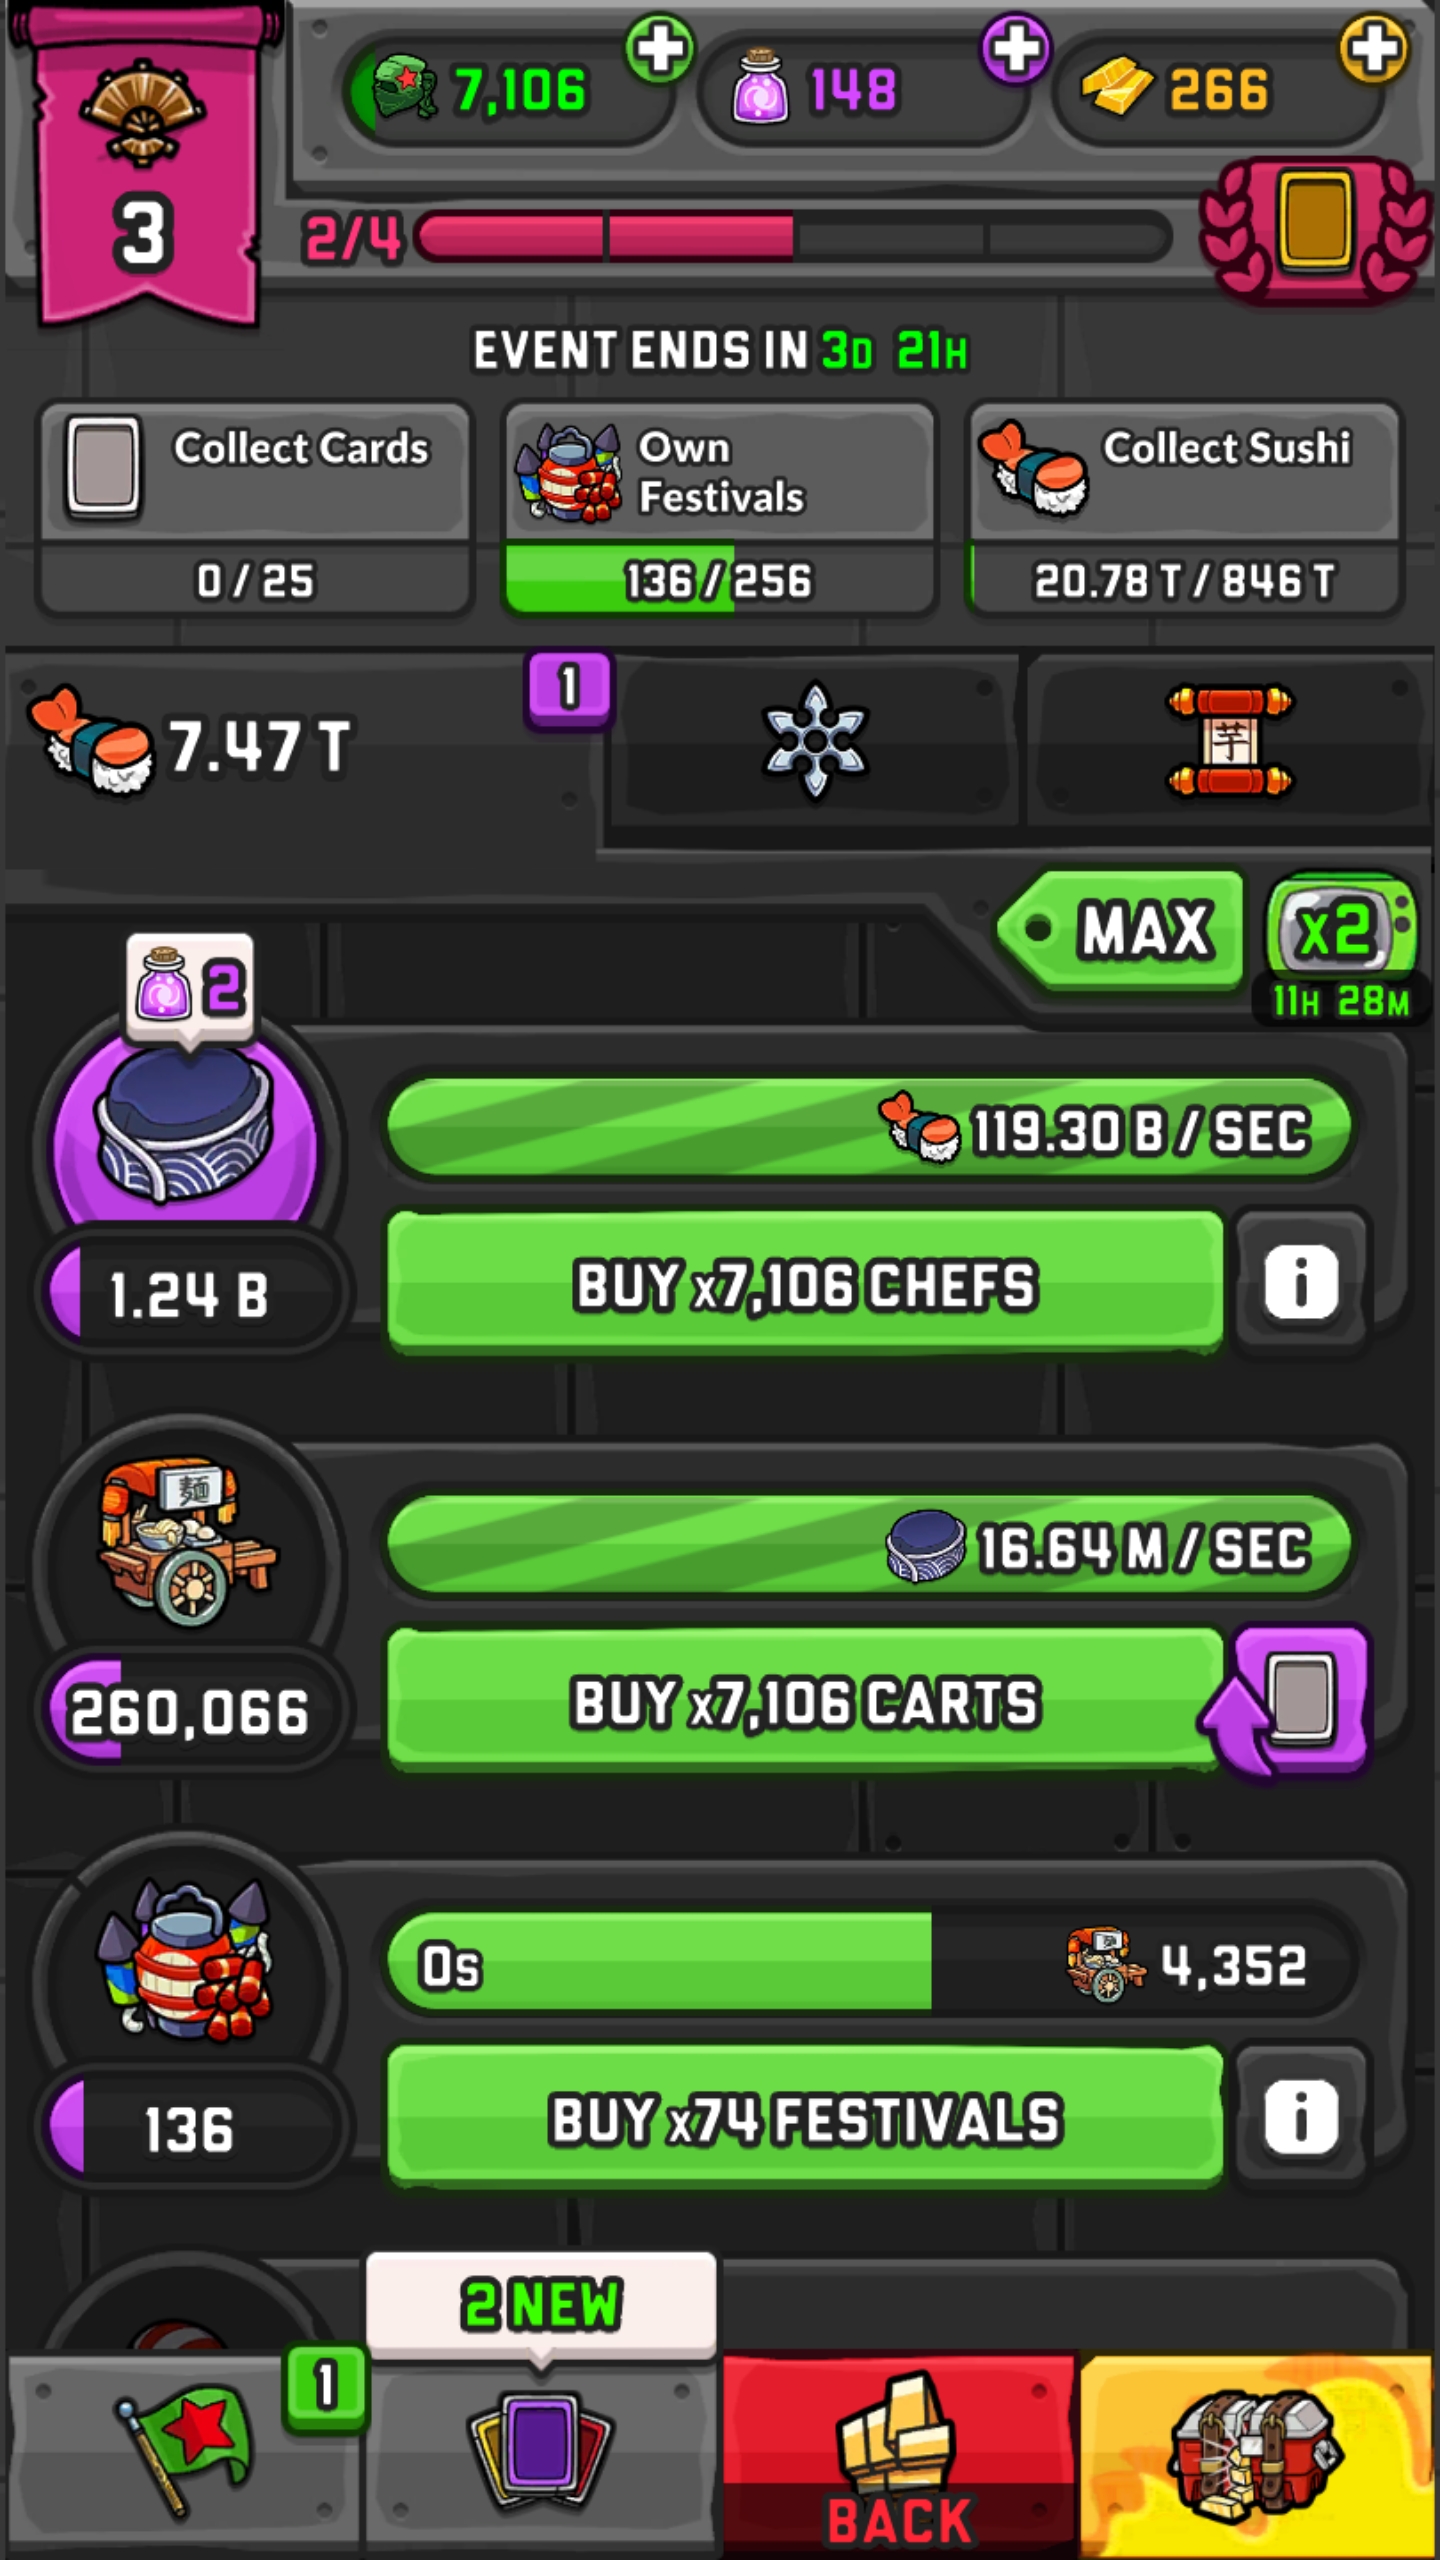 7,106
148
266
3
2/4
EVENT ENDS IN 3D 21H
Collect Cards
0 / 25
Own
Festivals
136 / 256
Collect Sushi
20.78 T / 846 T
7.47 T
1
芋
MAX
x2
11H 28M
2
119.30 B / SEC
1.24 B
BUY x7,106 CHEFS
i
麺
16.64 M / SEC
260,066
BUY x7,106 CARTS
0s
4,352
136
BUY x74 FESTIVALS
i
2 NEW
1
BACK